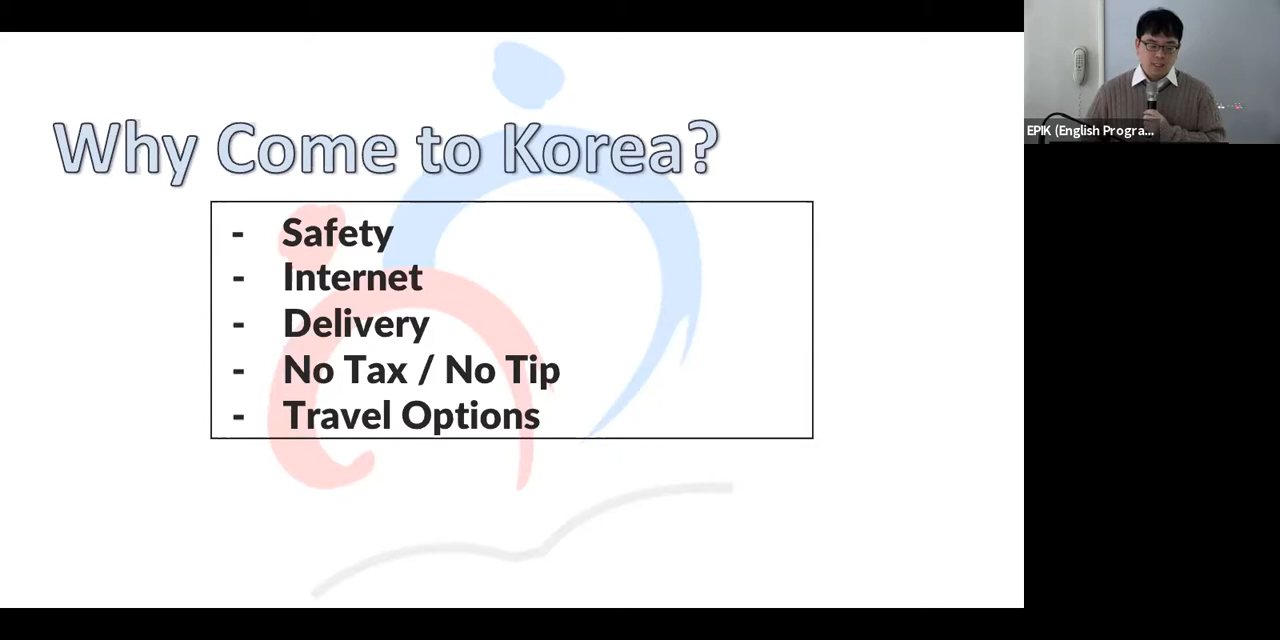 Why Come to Korea?
- Safety
- Internet
- Delivery
- No Tax / No Tip
- Travel Options
EPIK (English Progra...